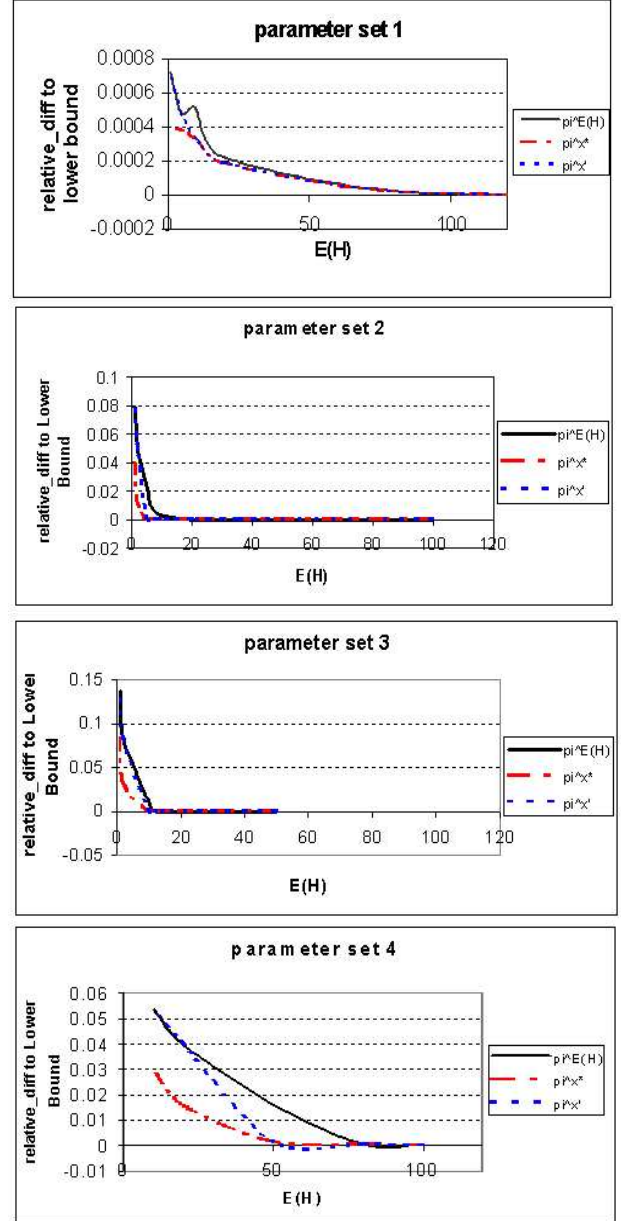 parameter set 1
relative_diff to
lower bound
0.0008
0.0006
0.0004
0.0002
0
-0.0002
0
50
100
E(H)
pi^E(H)
pi^x*
pi^x'
parameter set 2
relative_diff to Lower
Bound
0.1
0.08
0.06
0.04
0.02
0
-0.02
0
20
40
60
80
100
120
E(H)
pi^E(H)
pi^x*
pi^x'
parameter set 3
relative_diff to Lower
Bound
0.15
0.1
0.05
0
-0.05
0
20
40
60
80
100
120
E(H)
pi^E(H)
pi^x*
pi^x'
parameter set 4
relative_diff to Lower
Bound
0.06
0.05
0.04
0.03
0.02
0.01
0
-0.01
0
50
100
E(H)
pi^E(H)
pi^x*
pi^x'